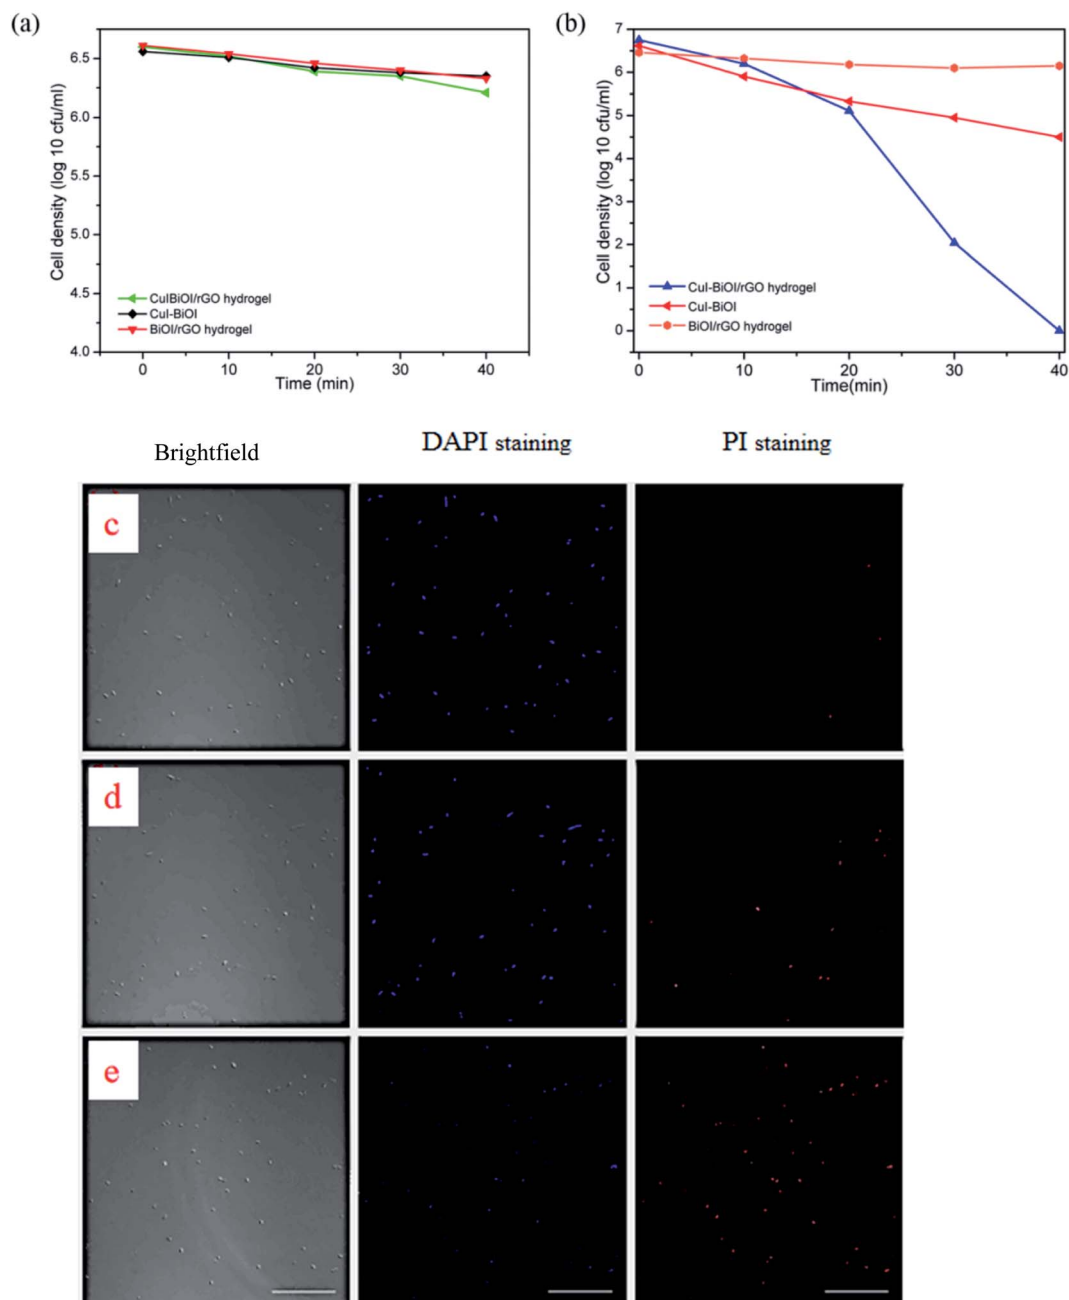 (a)
6.5
6.0
5.5
5.0
4.5
4.0
Cell density (log 10 cfu/ml)
CuIBiOI/rGO hydrogel
CuI-BiOI
BiOI/rGO hydrogel
0 10 20 30 40
Time (min)
(b)
7
6
5
4
3
2
1
0
Cell density (log 10 cfu/ml)
CuI-BiOI/rGO hydrogel
CuI-BiOI
BiOI/rGO hydrogel
0 10 20 30 40
Time(min)
Brightfield DAPI staining PI staining
c
d
e